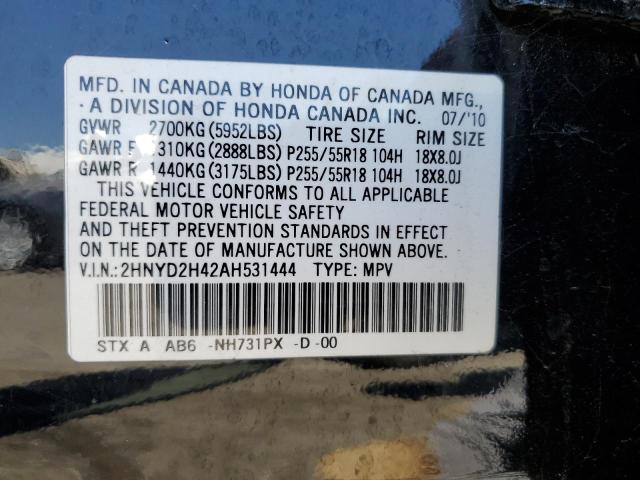 MFD. IN CANADA BY HONDA OF CANADA MFG.,
- A DIVISION OF HONDA CANADA INC. 07/'10
GVWR 2700KG(5952LBS) TIRE SIZE RIM SIZE
GAWR F 1310KG(2888LBS) P255/55R18 104H 18X8.0J
GAWR R 1440KG(3175LBS) P255/55R18 104H 18X8.0J
THIS VEHICLE CONFORMS TO ALL APPLICABLE
FEDERAL MOTOR VEHICLE SAFETY
AND THEFT PREVENTION STANDARDS IN EFFECT
ON THE DATE OF MANUFACTURE SHOWN ABOVE.
V.I.N.:2HNYD2H42AH531444 TYPE: MPV
STX A AB6 -NH731PX -D -00